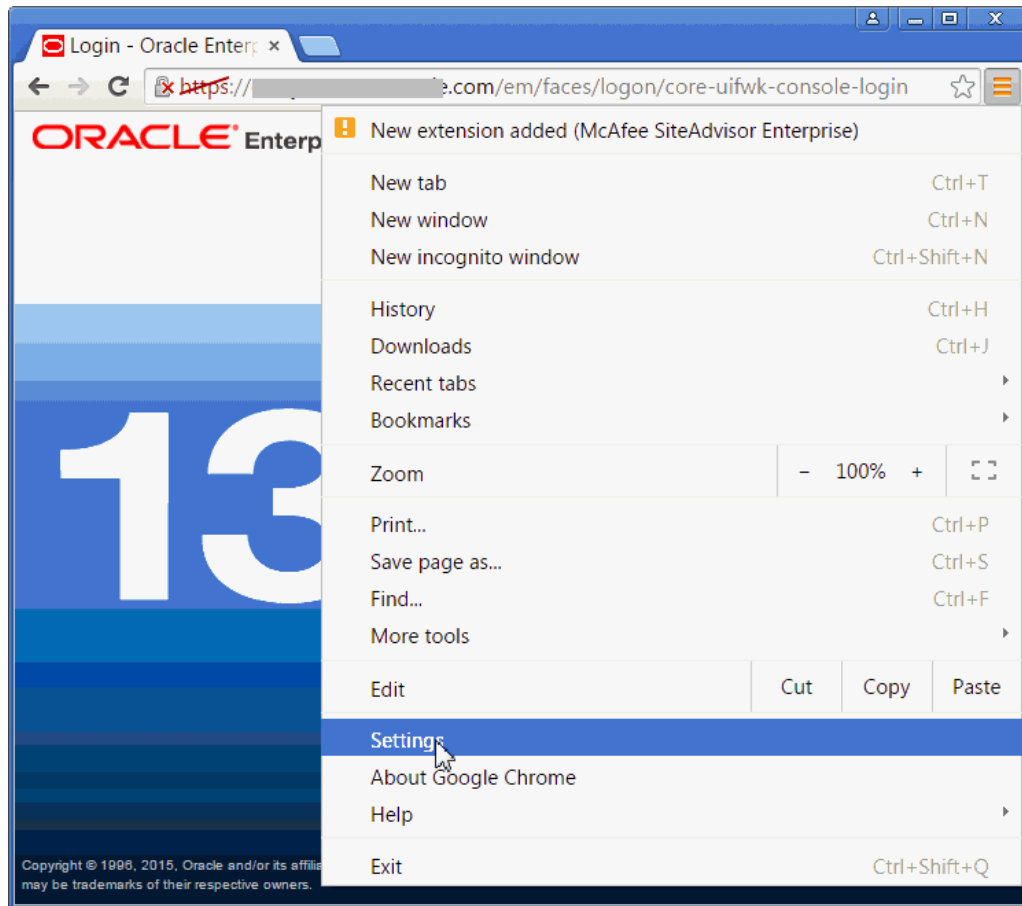 Login - Oracle Enterp
https:// e.com/em/faces/logon/core-uifwk-console-login
ORACLE Enterp
New extension added (McAfee SiteAdvisor Enterprise)
New tab Ctrl+T
New window Ctrl+N
New incognito window Ctrl+Shift+N
History Ctrl+H
Downloads Ctrl+J
Recent tabs
Bookmarks
Zoom - 100% +
13
Print... Ctrl+P
Save page as... Ctrl+S
Find... Ctrl+F
More tools
Edit Cut Copy Paste
Settings
About Google Chrome
Help
Exit Ctrl+Shift+Q
Copyright © 1996, 2015, Oracle and/or its affilia
may be trademarks of their respective owners.